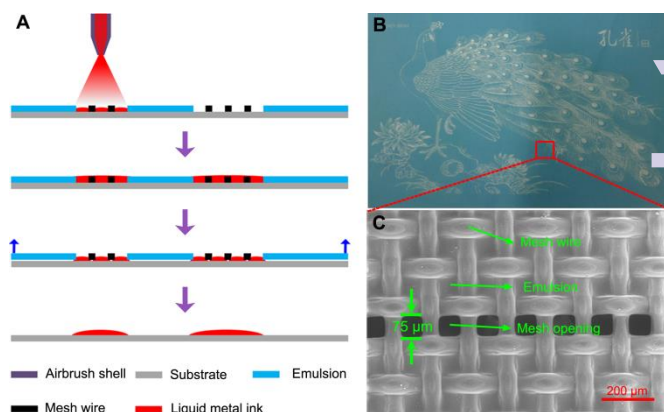 A
Airbrush shell
Substrate
Emulsion
Mesh wire
Liquid metal ink
B
孔雀
C
Mesh wire
Emulsion
75 μm
Mesh opening
200 μm